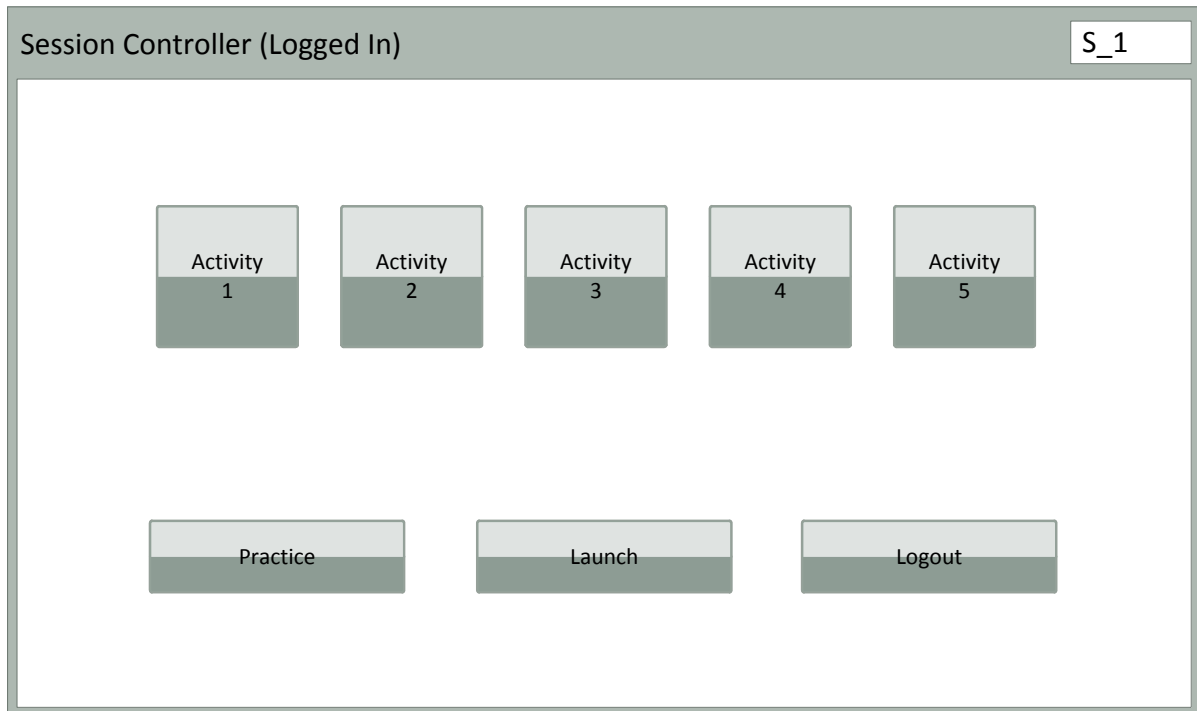 Session Controller (Logged In)
S_1
Activity
1
Activity
2
Activity
3
Activity
4
Activity
5
Practice
Launch
Logout